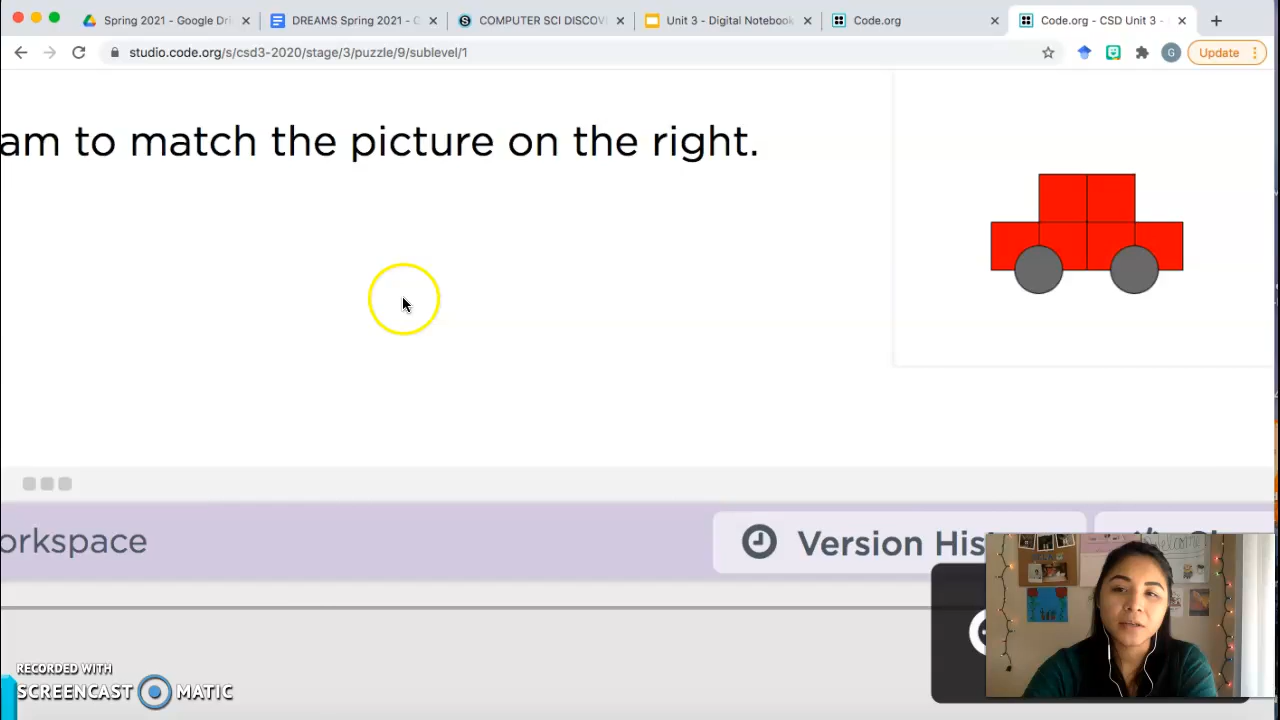 Spring 2021 - Google Dri
DREAMS Spring 2021 - G
COMPUTER SCI DISCOV
Unit 3 - Digital Notebook
Code.org
Code.org - CSD Unit 3 -
studio.code.org/s/csd3-2020/stage/3/puzzle/9/sublevel/1
G
Update
am to match the picture on the right.
orkspace
Version His
Welcome
RECORDED WITH
SCREENCAST MATIC